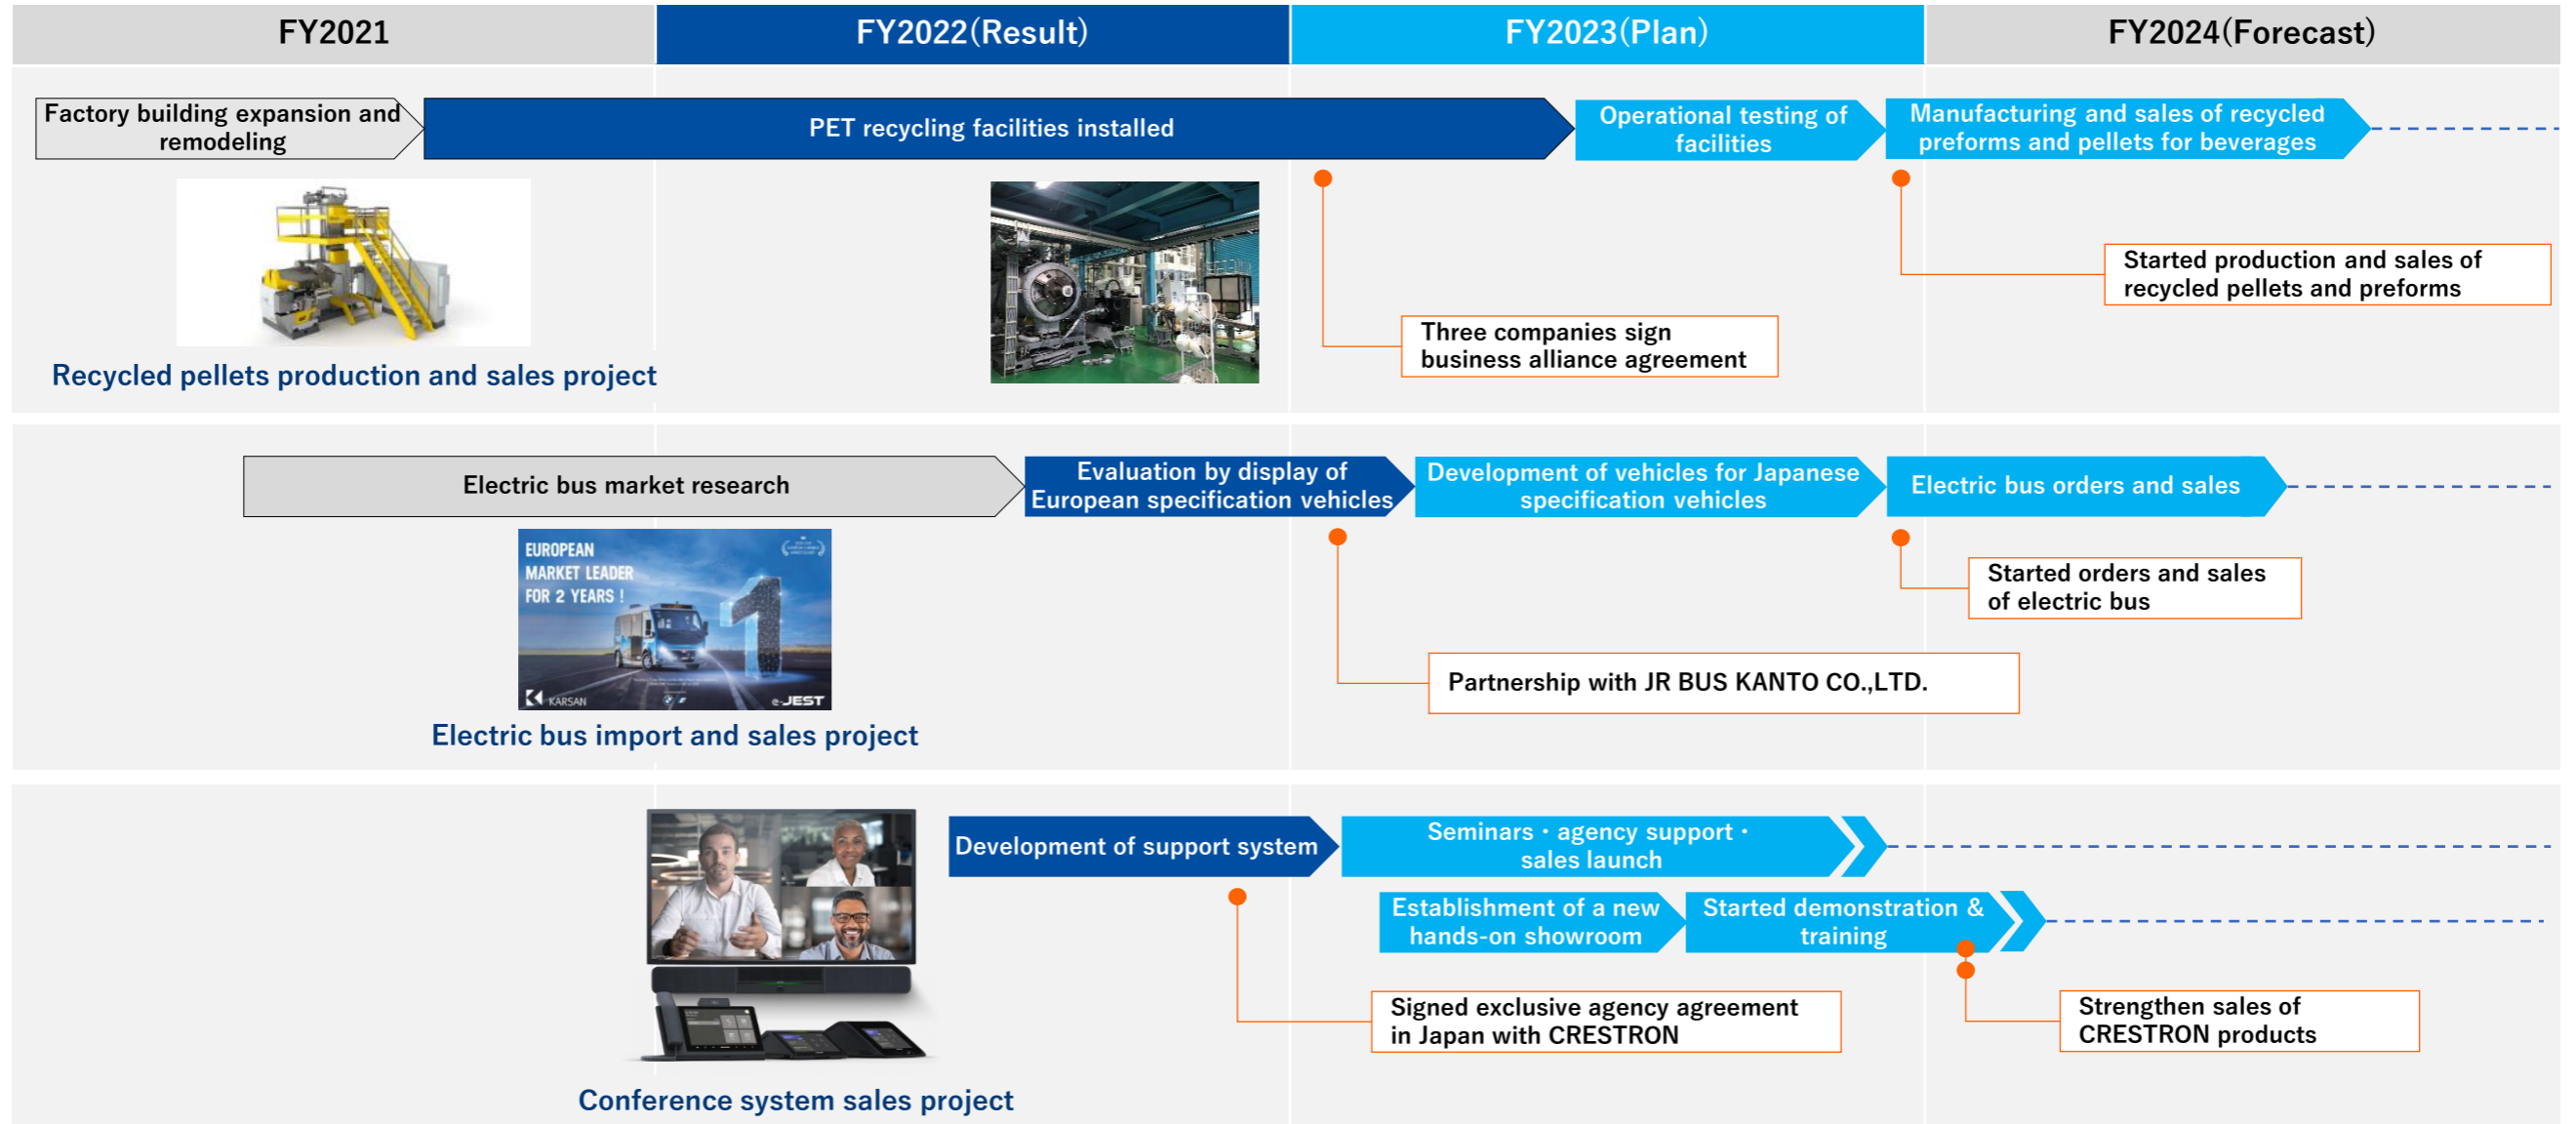 FY2021
FY2022(Result)
FY2023(Plan)
FY2024(Forecast)
Factory building expansion and
remodeling
PET recycling facilities installed
Operational testing of
facilities
Manufacturing and sales of recycled
preforms and pellets for beverages
Started production and sales of
recycled pellets and preforms
Three companies sign
business alliance agreement
Recycled pellets production and sales project
Electric bus market research
Evaluation by display of
European specification vehicles
Development of vehicles for Japanese
specification vehicles
Electric bus orders and sales
EUROPEAN
MARKET LEADER
FOR 2 YEARS !
1
KARSAN
e-JEST
Started orders and sales
of electric bus
Partnership with JR BUS KANTO CO.,LTD.
Electric bus import and sales project
Development of support system
Seminars・agency support・
sales launch
Establishment of a new
hands-on showroom
Started demonstration &
training
Signed exclusive agency agreement
in Japan with CRESTRON
Strengthen sales of
CRESTRON products
Conference system sales project